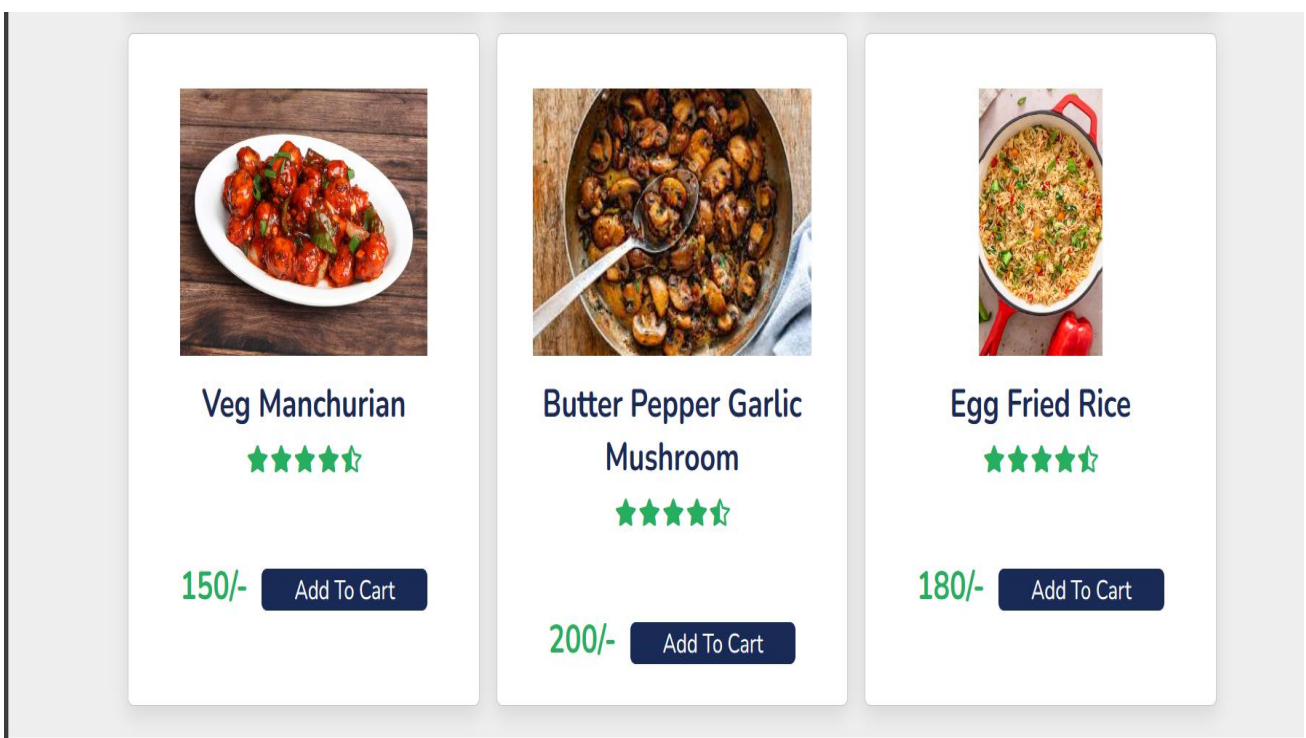 Veg Manchurian
150/-
Add To Cart
Butter Pepper Garlic
Mushroom
200/-
Add To Cart
Egg Fried Rice
180/-
Add To Cart